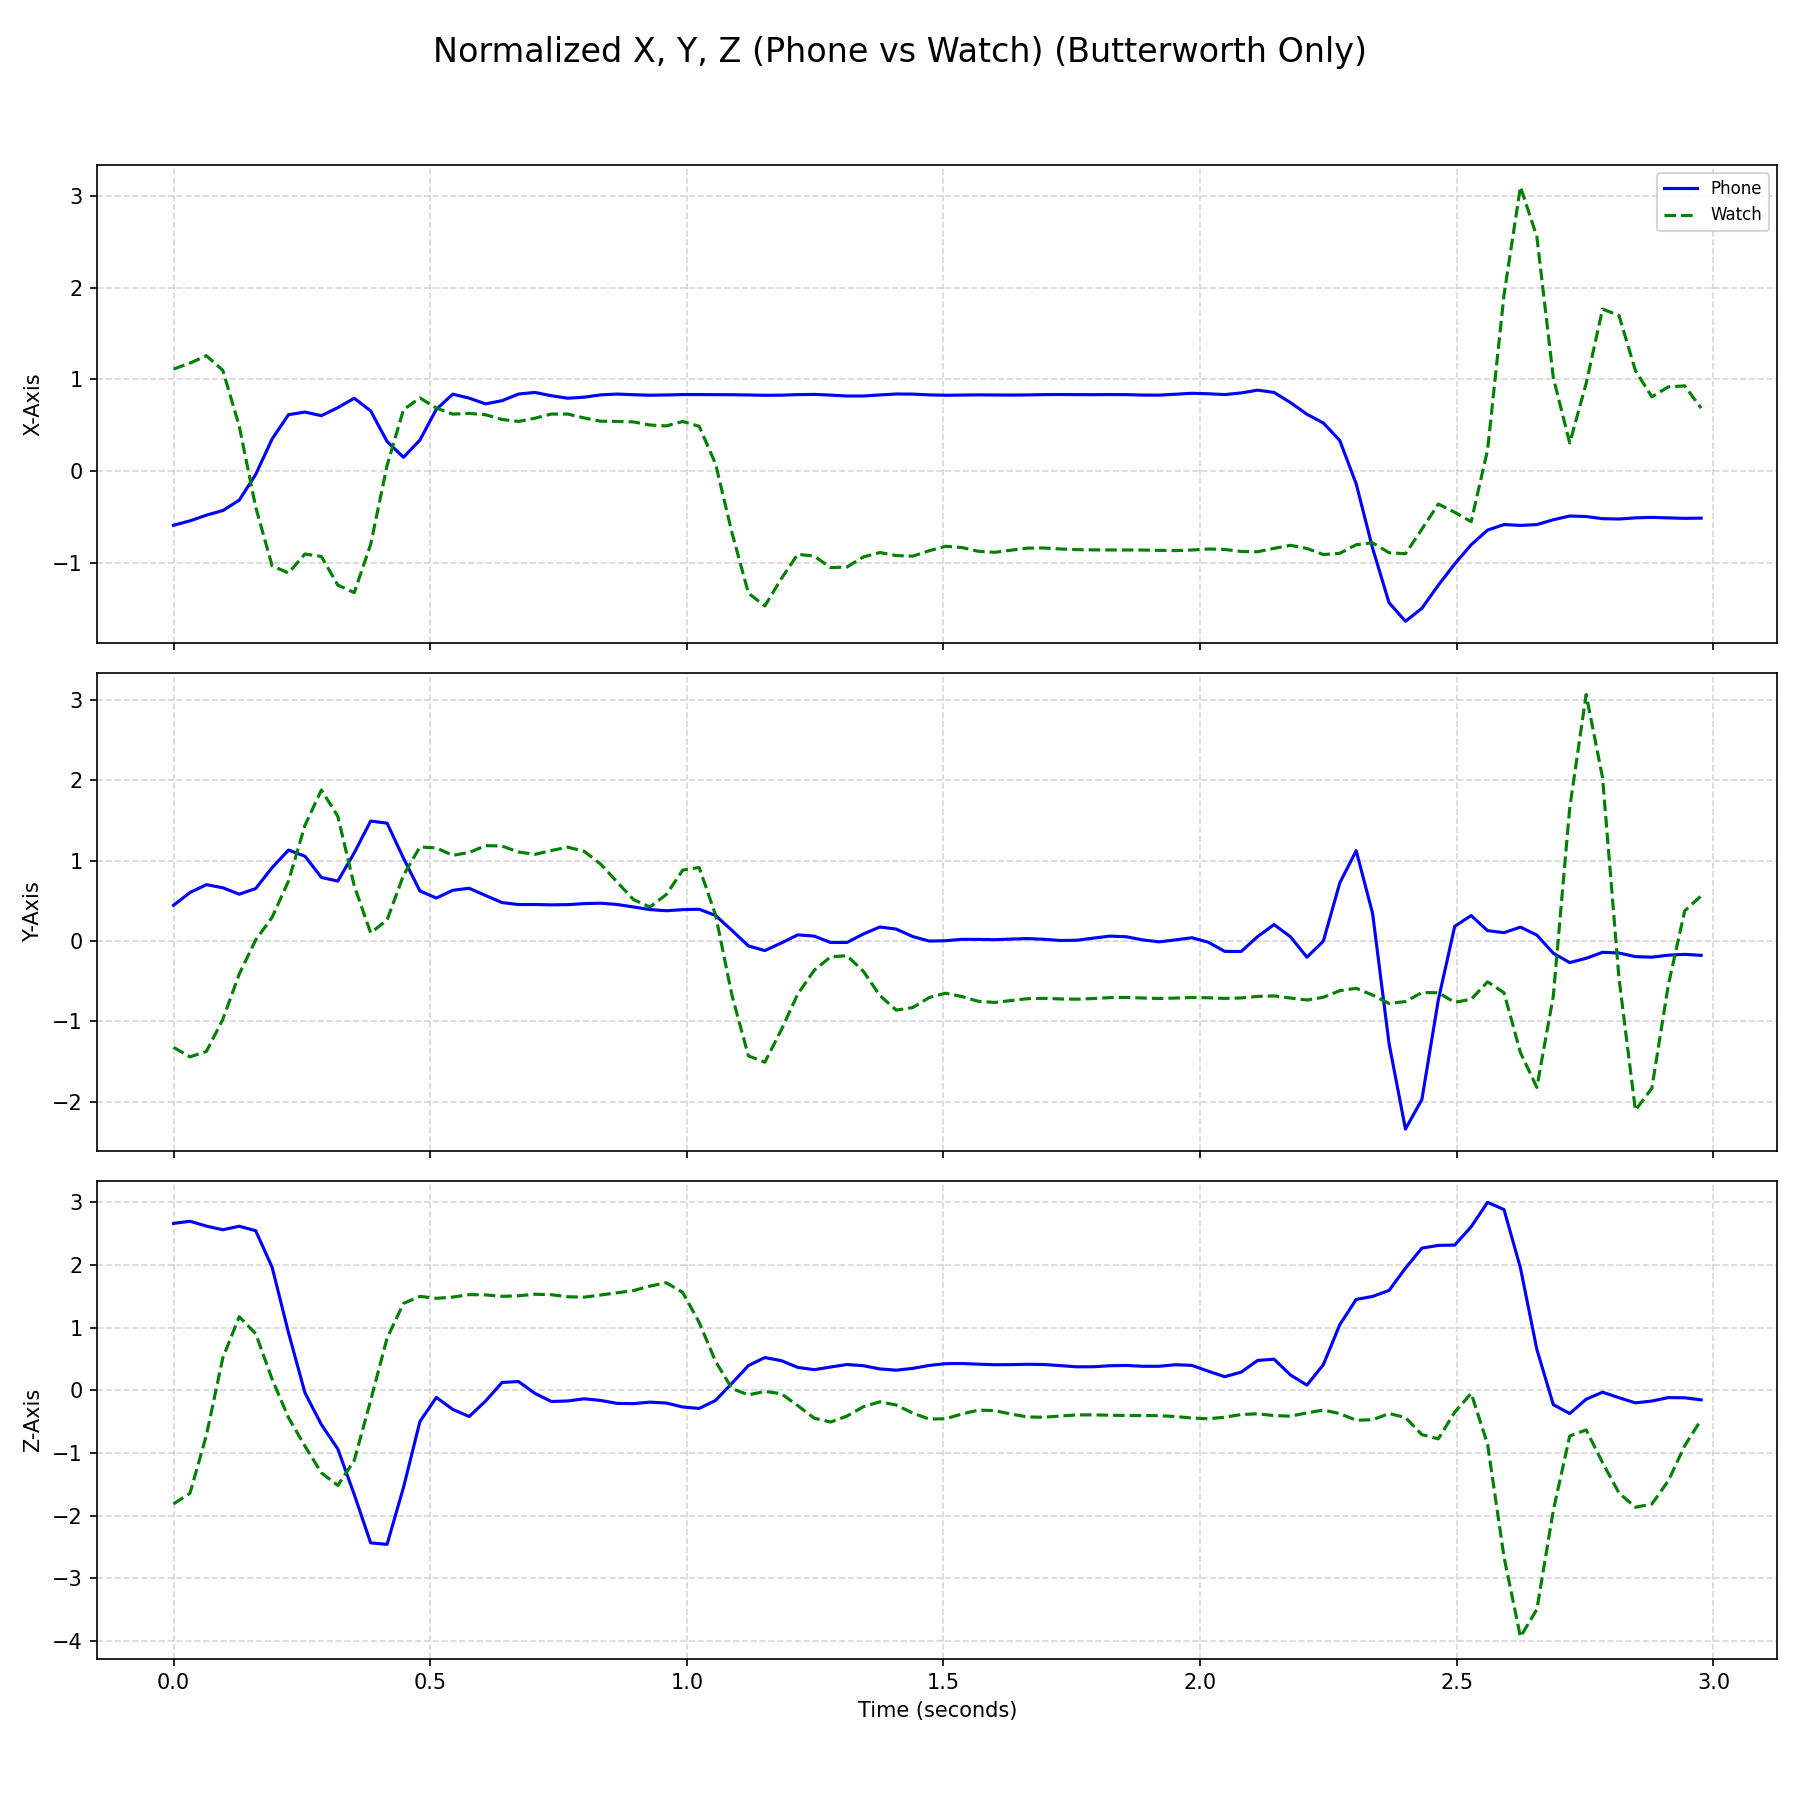 Normalized X, Y, Z (Phone vs Watch) (Butterworth Only)
Phone
Watch
3
2
1
0
−1
X-Axis
3
2
1
0
−1
−2
Y-Axis
3
2
1
0
−1
−2
−3
−4
Z-Axis
0.0 0.5 1.0 1.5 2.0 2.5 3.0
Time (seconds)